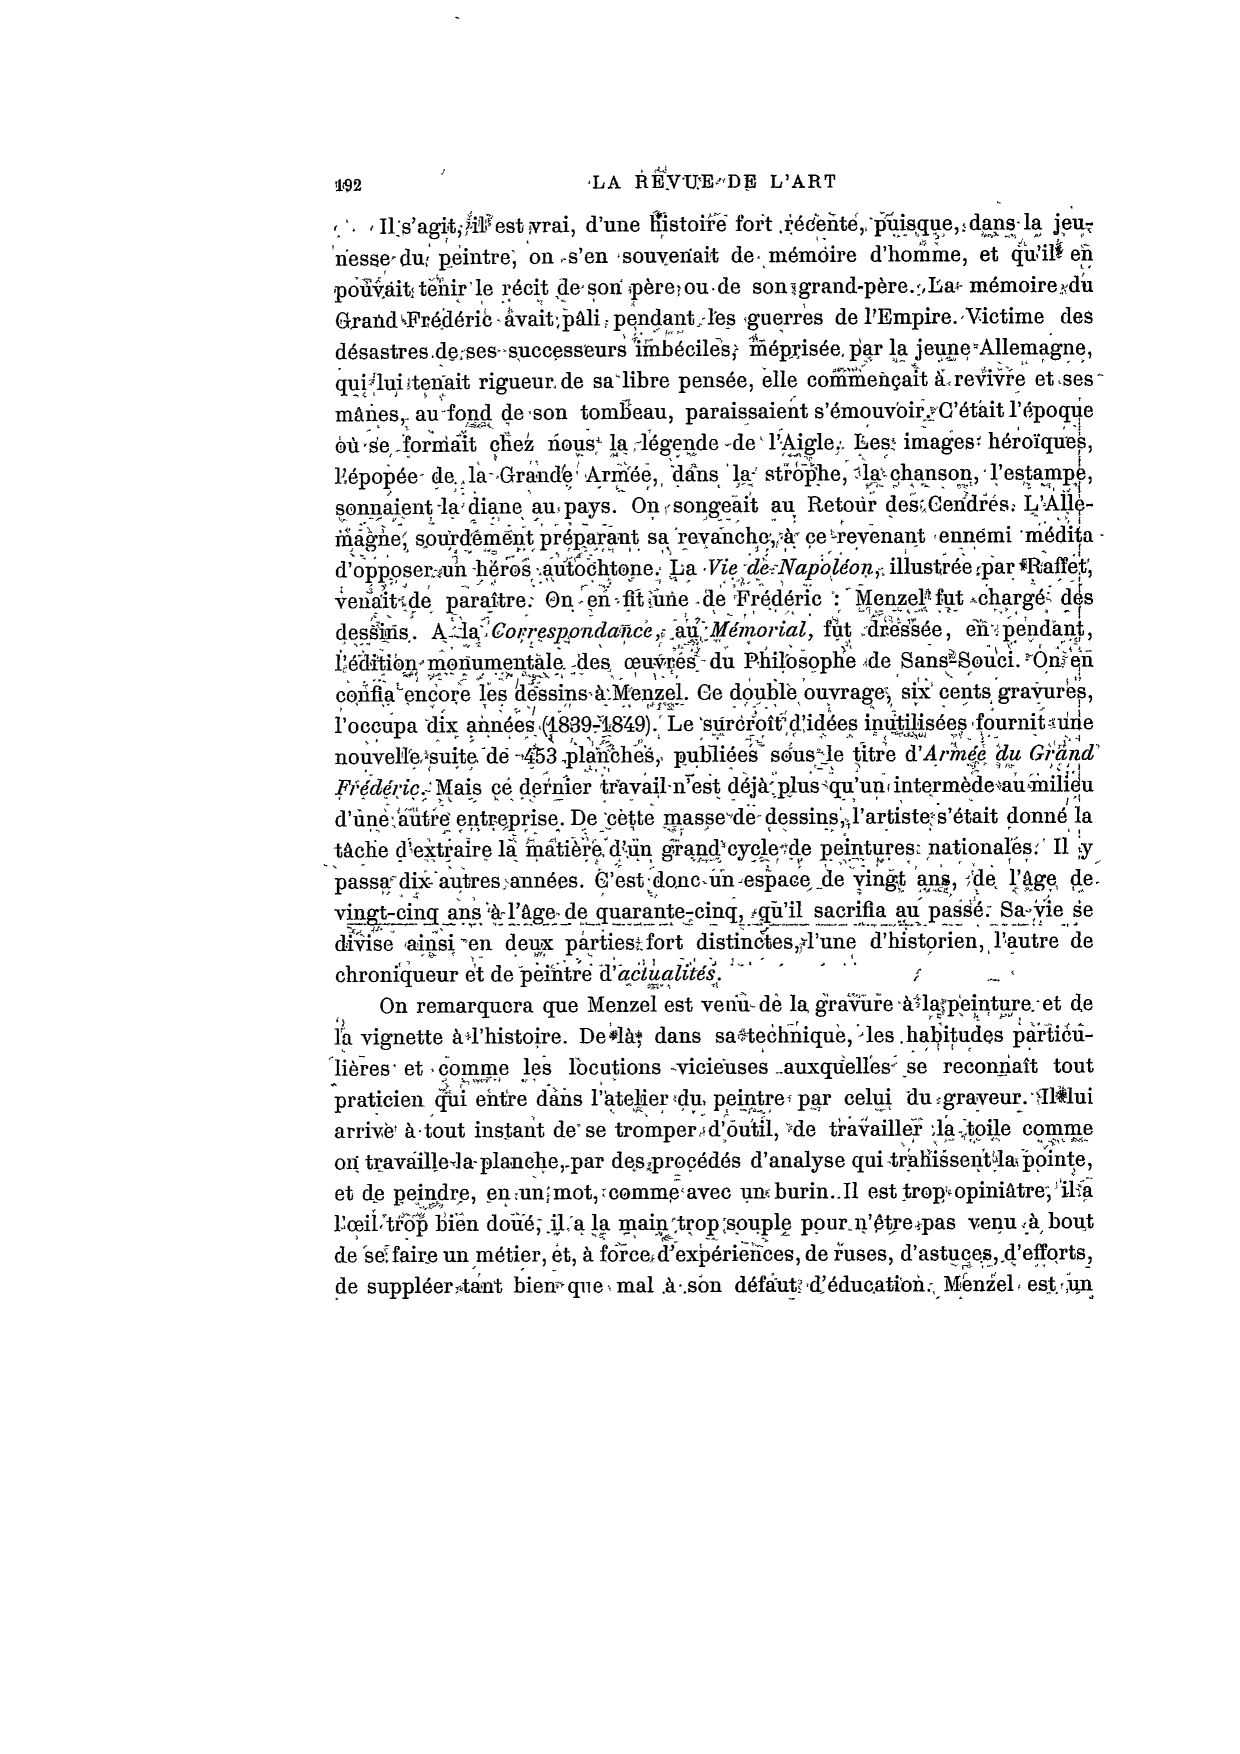 192 LA REVUE DE L'ART
Il s'agit, il est vrai, d'une histoire fort récente, puisque, dans la jeu-
nesse du peintre, on s'en souvenait de mémoire d'homme, et qu'il en
pouvait tenir le récit de son père ou de son grand-père. La mémoire du
Grand Frédéric avait pâli pendant les guerres de l'Empire. Victime des
désastres de ses successeurs imbéciles, méprisée par la jeune Allemagne,
qui lui tenait rigueur de sa libre pensée, elle commençait à revivre et ses
mânes, au fond de son tombeau, paraissaient s'émouvoir. C'était l'époque
où se formait chez nous la légende de l'Aigle. Les images héroïques,
l'épopée de la Grande Armée, dans la strophe, la chanson, l'estampe,
sonnaient la diane au pays. On songeait au Retour des Cendres. L'Alle-
magne, sourdement préparant sa revanche, à ce revenant ennemi médita
d'opposer un héros autochtone. La Vie de Napoléon, illustrée par Raffet,
venait de paraître. On en fit une de Frédéric : Menzel fut chargé des
dessins. A la Correspondance, au Mémorial, fut dressée, en pendant,
l'édition monumentale des œuvres du Philosophe de Sans-Souci. On en
confia encore les dessins à Menzel. Ce double ouvrage, six cents gravures,
l'occupa dix années (1839-1849). Le surcroît d'idées inutilisées fournit une
nouvelle suite de 453 planches, publiées sous le titre d'Armée du Grand
Frédéric. Mais ce dernier travail n'est déjà plus qu'un intermède au milieu
d'une autre entreprise. De cette masse de dessins, l'artiste s'était donné la
tâche d'extraire la matière d'un grand cycle de peintures nationales. Il y
passa dix autres années. C'est donc un espace de vingt ans, de l'âge de
vingt-cinq ans à l'âge de quarante-cinq, qu'il sacrifia au passé. Sa vie se
divise ainsi en deux parties fort distinctes, l'une d'historien, l'autre de
chroniqueur et de peintre d'actualités.
On remarquera que Menzel est venu de la gravure à la peinture et de
la vignette à l'histoire. De là, dans sa technique, les habitudes particu-
lières et comme les locutions vicieuses auxquelles se reconnaît tout
praticien qui entre dans l'atelier du peintre par celui du graveur. Il lui
arrive à tout instant de se tromper d'outil, de travailler la toile comme
on travaille la planche, par des procédés d'analyse qui trahissent la pointe,
et de peindre, en un mot, comme avec un burin. Il est trop opiniâtre, il a
l'œil trop bien doué, il a la main trop souple pour n'être pas venu à bout
de se faire un métier, et, à force d'expériences, de ruses, d'astuces, d'efforts,
de suppléer tant bien que mal à son défaut d'éducation. Menzel est un